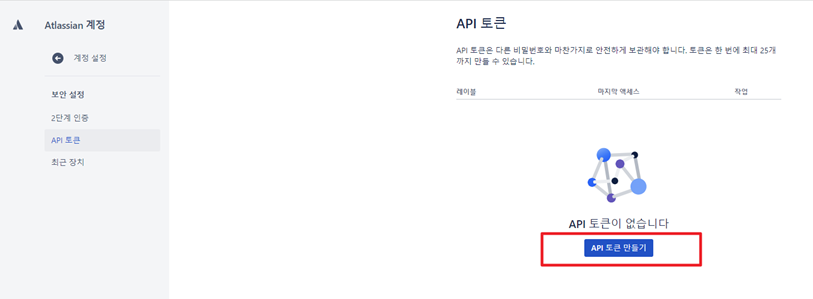 Atlassian 계정
계정 설정
보안 설정
2단계 인증
API 토큰
최근 장치
API 토큰
API 토큰은 다른 비밀번호와 마찬가지로 안전하게 보관해야 합니다. 토큰은 한 번에 최대 25개
까지 만들 수 있습니다.
레이블 마지막 액세스 작업
API 토큰이 없습니다
API 토큰 만들기